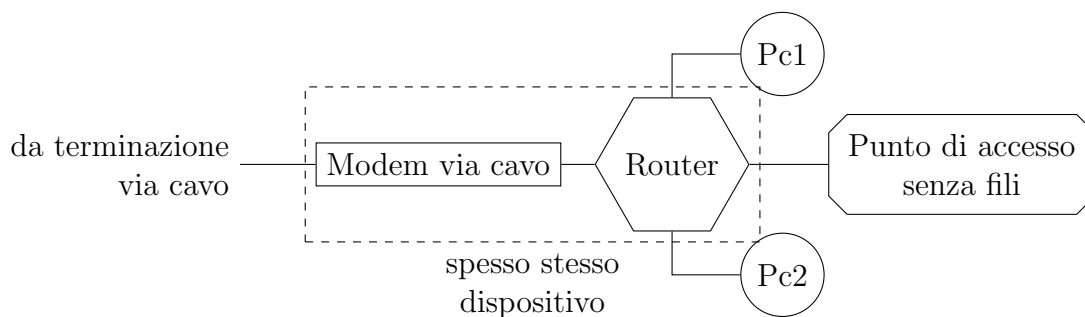 Pc1
da terminazione
via cavo
Modem via cavo
Router
Punto di accesso
senza fili
spesso stesso
dispositivo
Pc2